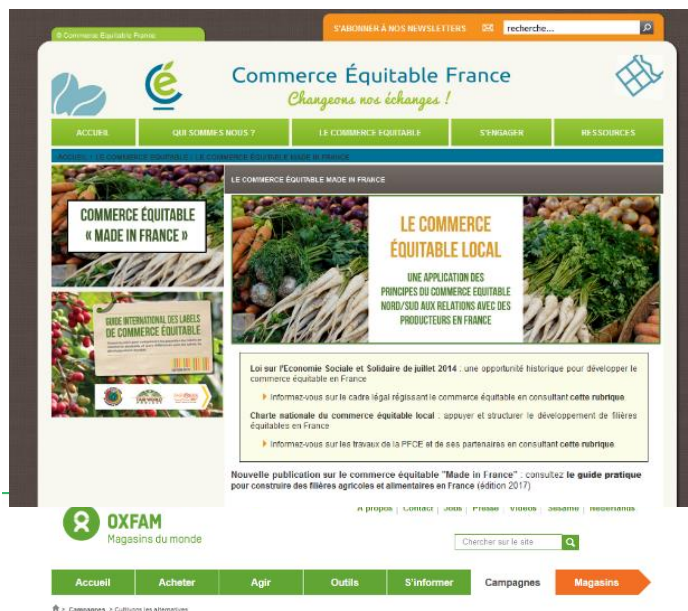 © Commerce Equitable France
S'ABONNER À NOS NEWSLETTERS
recherche...
Commerce Équitable France
Changeons nos échanges !
ACCUEIL
QUI SOMMES NOUS ?
LE COMMERCE EQUITABLE
S'ENGAGER
RESSOURCES
ACCUEIL > LE COMMERCE EQUITABLE > LE COMMERCE ÉQUITABLE MADE IN FRANCE
LE COMMERCE ÉQUITABLE MADE IN FRANCE
COMMERCE
ÉQUITABLE
« MADE IN
FRANCE »
GUIDE INTERNATIONAL DES LABELS
DE COMMERCE ÉQUITABLE
LE COMMERCE
ÉQUITABLE LOCAL
UNE APPLICATION DES
PRINCIPES DU COMMERCE EQUITABLE
NORD/SUD AUX RELATIONS AVEC DES
PRODUCTEURS EN FRANCE
Loi sur l'Economie Sociale et Solidaire de juillet 2014 : une opportunité historique pour développer le
commerce équitable en France
Informez-vous sur le cadre légal régissant le commerce équitable en consultant cette rubrique.
Charte nationale du commerce équitable local : appuyer et structurer le développement de filières
équitables en France
Informez-vous sur les travaux de la PFCE et de ses partenaires en consultant cette rubrique.
Nouvelle publication sur le commerce équitable "Made in France" : consultez le guide pratique
pour construire des filières agricoles et alimentaires en France (édition 2017)
A propos | Contact | Jobs | Presse | Vidéos | Sésame | Nederlands
OXFAM
Magasins du monde
Chercher sur le site
Accueil
Acheter
Agir
Outils
S'informer
Campagnes
Magasins
> Campagnes > Cultivons les alternatives